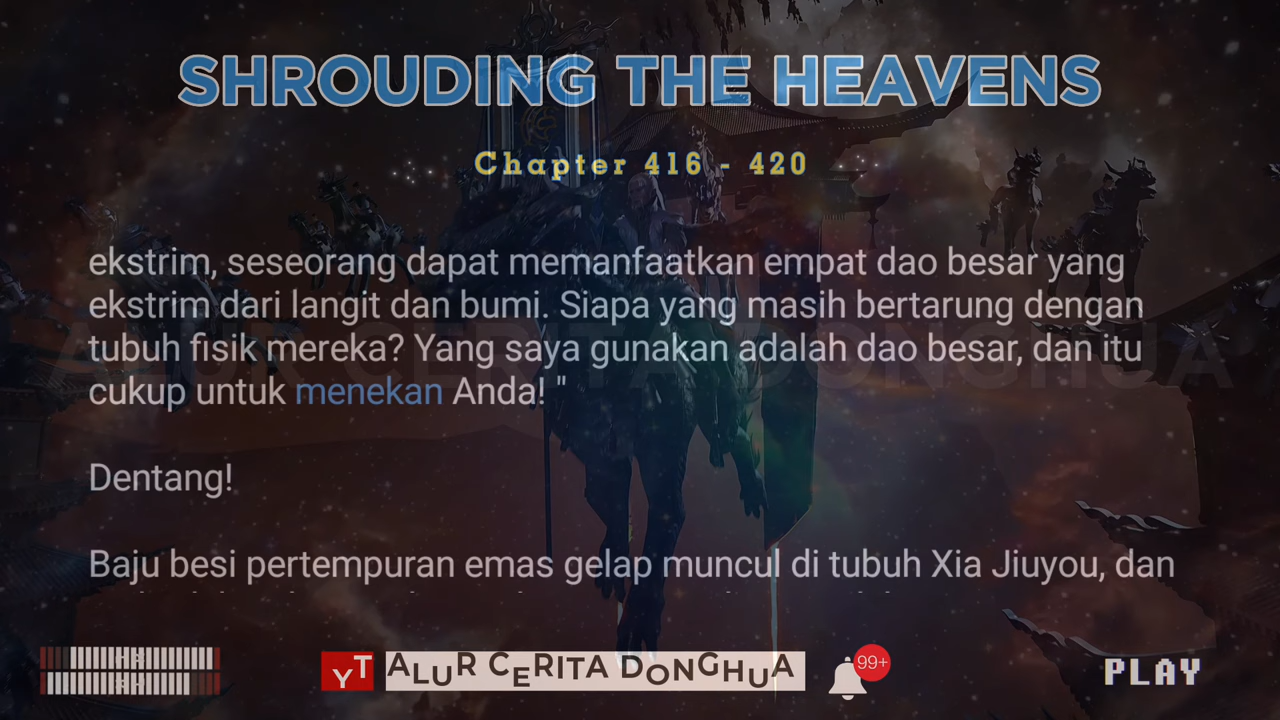 SHROUDING THE HEAVENS
Chapter 416 - 420
ekstrim, seseorang dapat memanfaatkan empat dao besar yang
ekstrim dari langit dan bumi. Siapa yang masih bertarung dengan
tubuh fisik mereka? Yang saya gunakan adalah dao besar, dan itu
cukup untuk menekan Anda! "
Dentang!
Baju besi pertempuran emas gelap muncul di tubuh Xia Jiuyou, dan
ALUR CERITA DONGHUA
YT ALUR CERITA DONGHUA
99+
PLAY